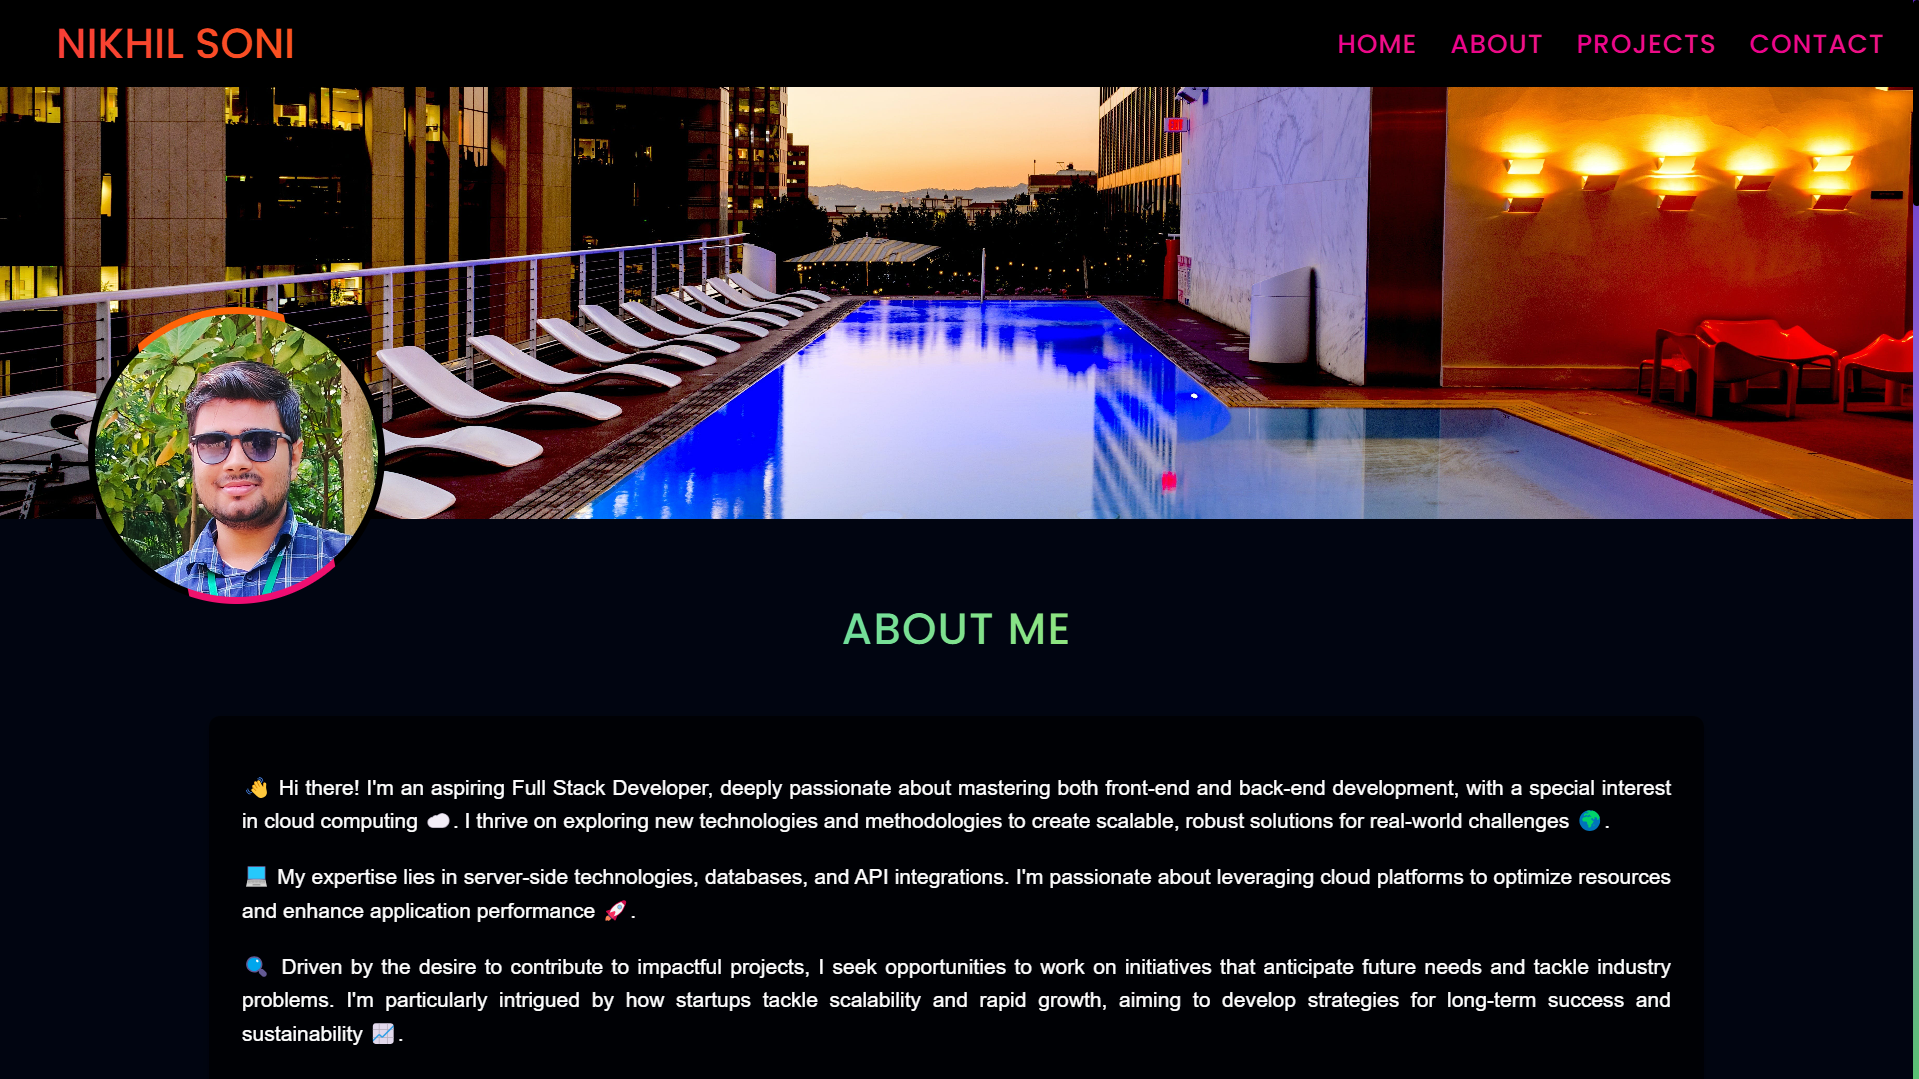 NIKHIL SONI
HOME ABOUT PROJECTS CONTACT
ABOUT ME
👋 Hi there! I'm an aspiring Full Stack Developer, deeply passionate about mastering both front-end and back-end development, with a special interest
in cloud computing ☁️. I thrive on exploring new technologies and methodologies to create scalable, robust solutions for real-world challenges 🌍.
💻 My expertise lies in server-side technologies, databases, and API integrations. I'm passionate about leveraging cloud platforms to optimize resources
and enhance application performance 🚀.
🔍 Driven by the desire to contribute to impactful projects, I seek opportunities to work on initiatives that anticipate future needs and tackle industry
problems. I'm particularly intrigued by how startups tackle scalability and rapid growth, aiming to develop strategies for long-term success and
sustainability 📈.